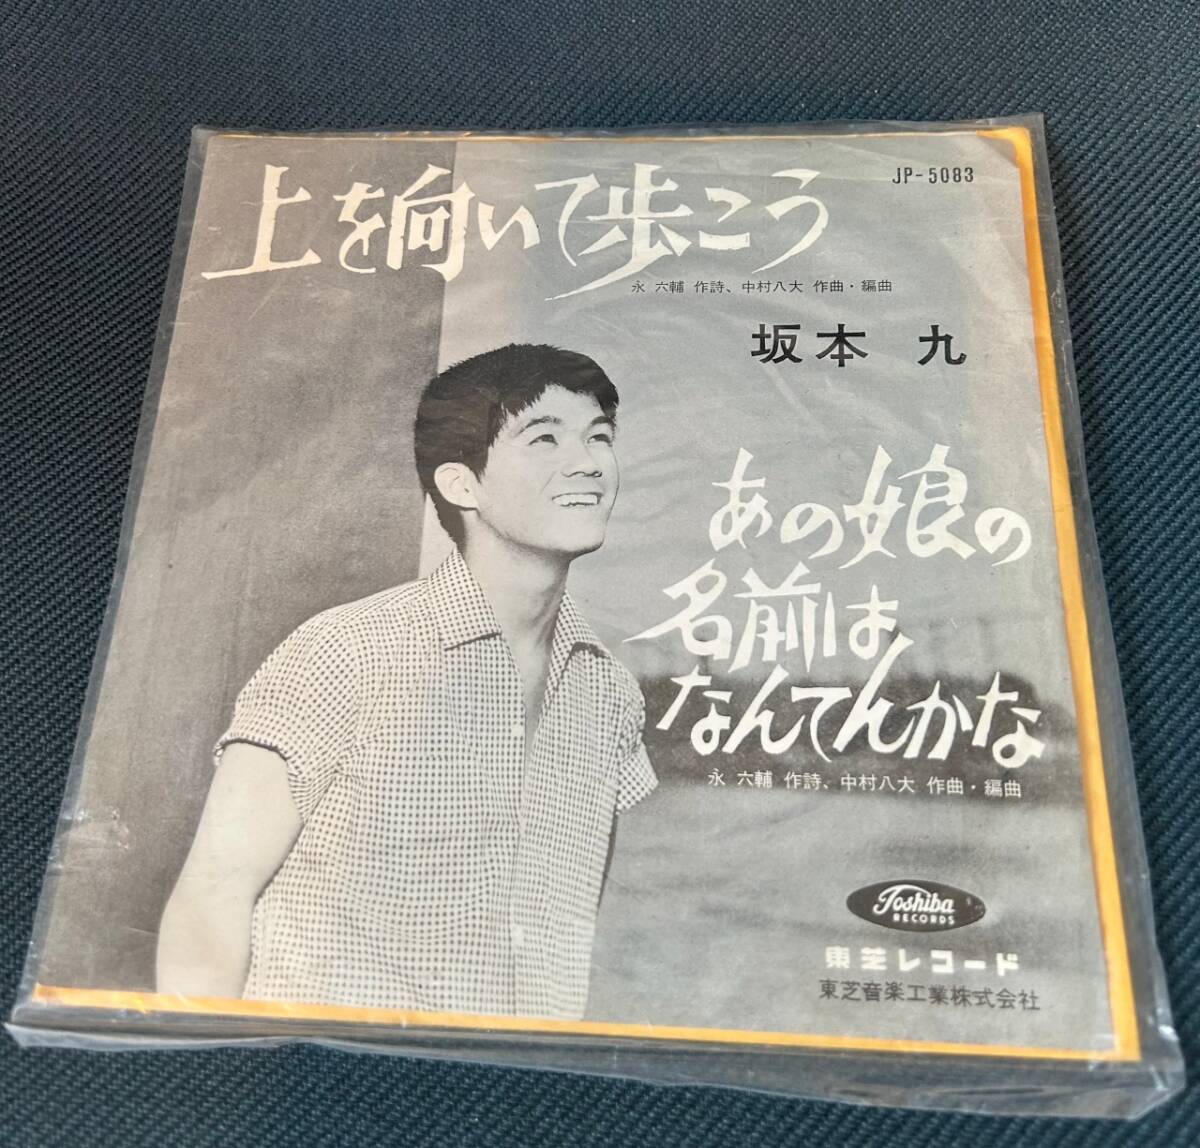 JP-5083
上を向いて歩こう
永 六輔 作詩、中村八大 作曲・編曲
坂本 九
あの娘の
名前は
なんてんかな
永 六輔 作詩、中村八大 作曲・編曲
Toshiba
RECORDS
東芝レコード
東芝音楽工業株式会社